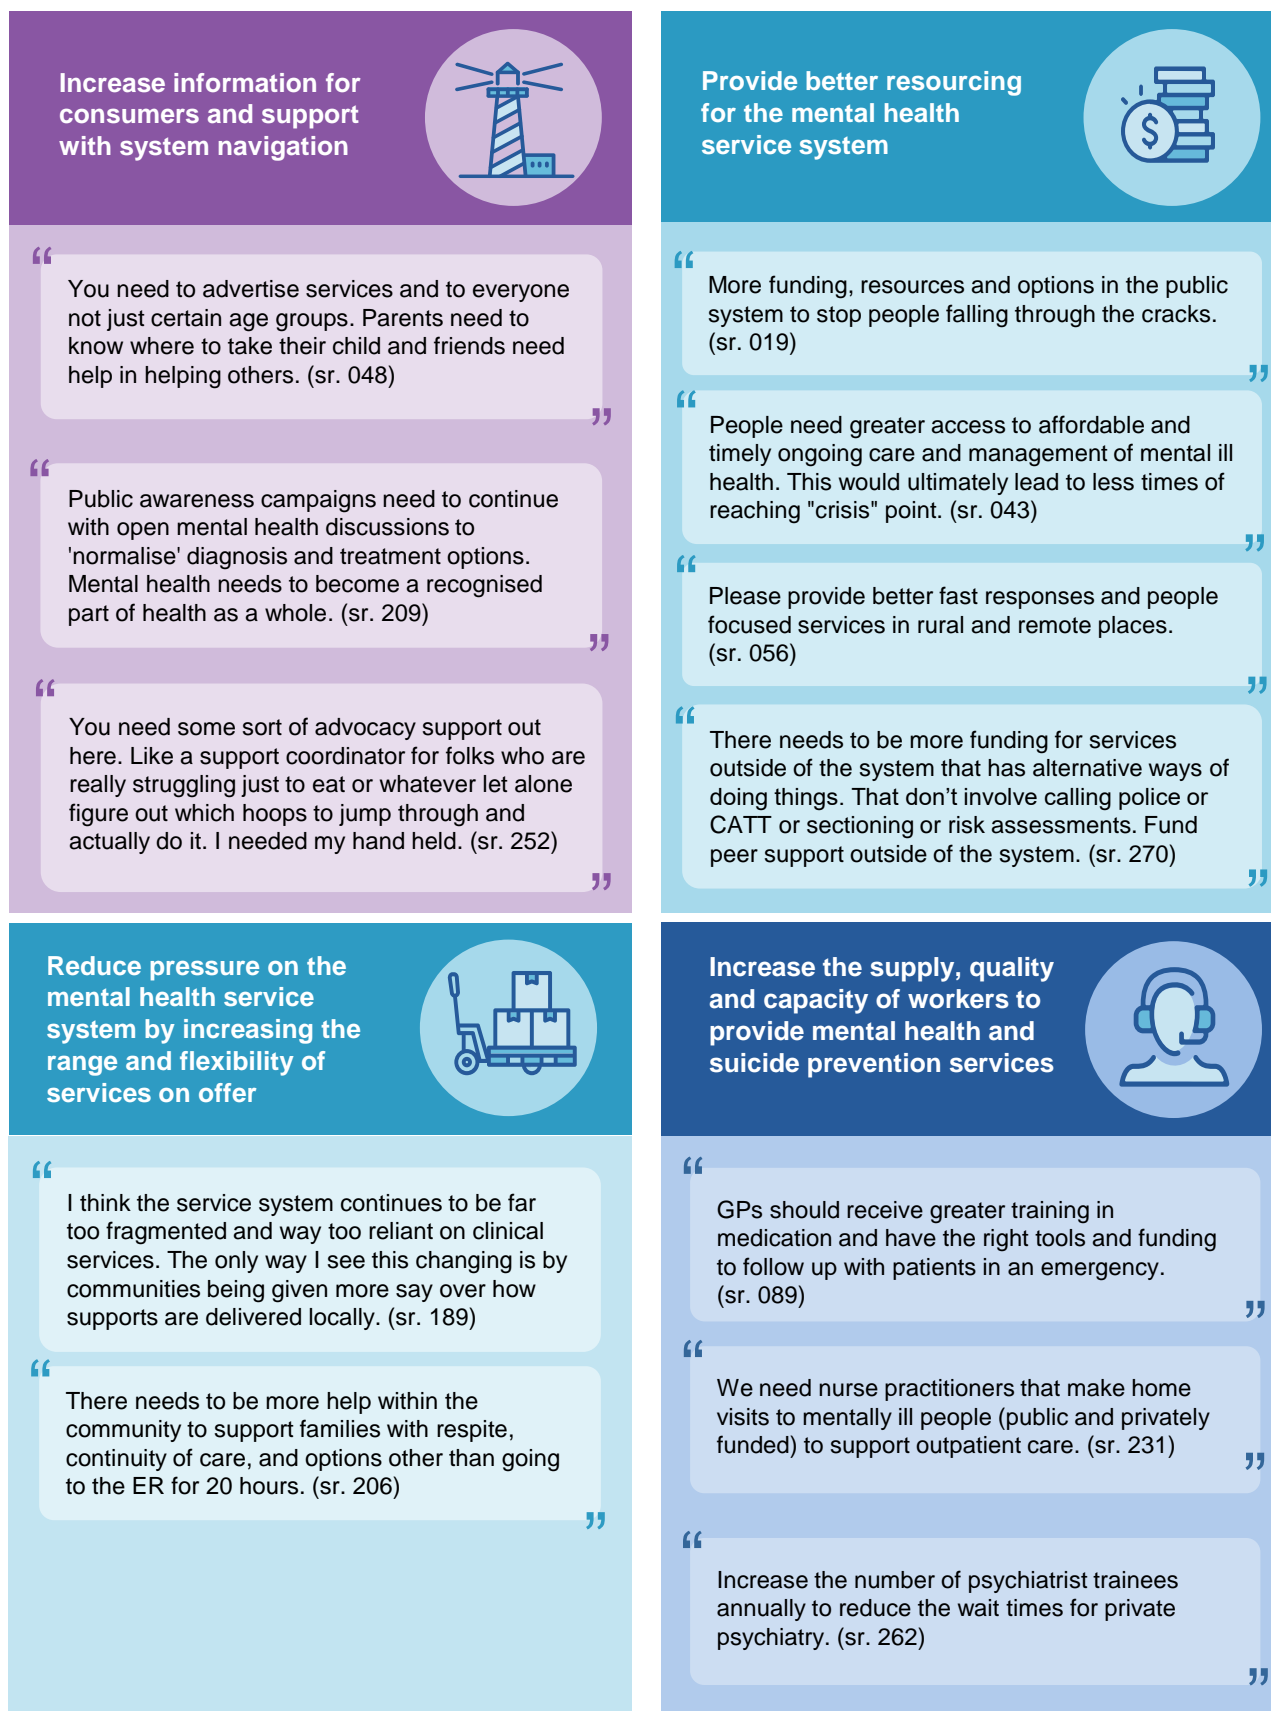 Increase information for
consumers and support
with system navigation
“
You need to advertise services and to everyone
not just certain age groups. Parents need to
know where to take their child and friends need
help in helping others. (sr. 048)
”
“
Public awareness campaigns need to continue
with open mental health discussions to
'normalise' diagnosis and treatment options.
Mental health needs to become a recognised
part of health as a whole. (sr. 209)
”
“
You need some sort of advocacy support out
here. Like a support coordinator for folks who are
really struggling just to eat or whatever let alone
figure out which hoops to jump through and
actually do it. I needed my hand held. (sr. 252)
”
Provide better resourcing
for the mental health
service system
$
“
More funding, resources and options in the public
system to stop people falling through the cracks.
(sr. 019)
”
“
People need greater access to affordable and
timely ongoing care and management of mental ill
health. This would ultimately lead to less times of
reaching "crisis" point. (sr. 043)
”
“
Please provide better fast responses and people
focused services in rural and remote places.
(sr. 056)
”
“
There needs to be more funding for services
outside of the system that has alternative ways of
doing things. That don’t involve calling police or
CATT or sectioning or risk assessments. Fund
peer support outside of the system. (sr. 270)
”
Reduce pressure on the
mental health service
system by increasing the
range and flexibility of
services on offer
“
I think the service system continues to be far
too fragmented and way too reliant on clinical
services. The only way I see this changing is by
communities being given more say over how
supports are delivered locally. (sr. 189)
“
There needs to be more help within the
community to support families with respite,
continuity of care, and options other than going
to the ER for 20 hours. (sr. 206)
”
Increase the supply, quality
and capacity of workers to
provide mental health and
suicide prevention services
“
GPs should receive greater training in
medication and have the right tools and funding
to follow up with patients in an emergency.
(sr. 089)
”
“
We need nurse practitioners that make home
visits to mentally ill people (public and privately
funded) to support outpatient care. (sr. 231)
”
“
Increase the number of psychiatrist trainees
annually to reduce the wait times for private
psychiatry. (sr. 262)
”